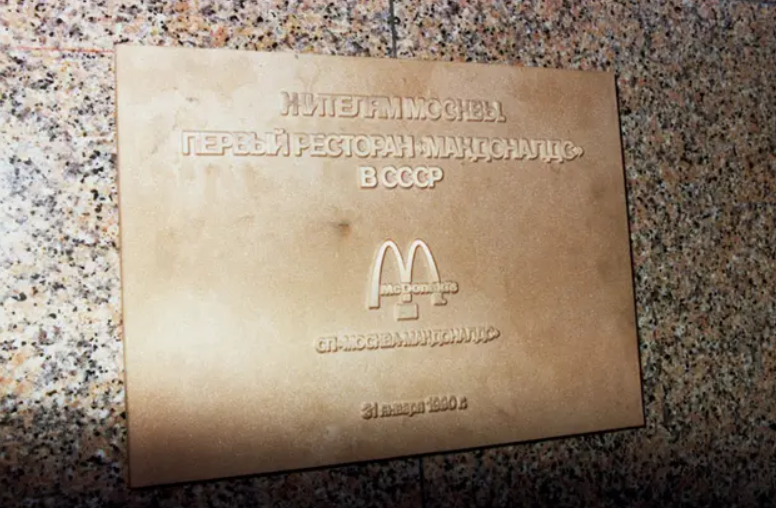 ЖИТЕЛЯМ МОСКВЫ
ПЕРВЫЙ РЕСТОРАН «МАКДОНАЛДС»
В СССР
McDonald's
СП «МОСКВА-МАКДОНАЛДС»
31 января 1990 г.